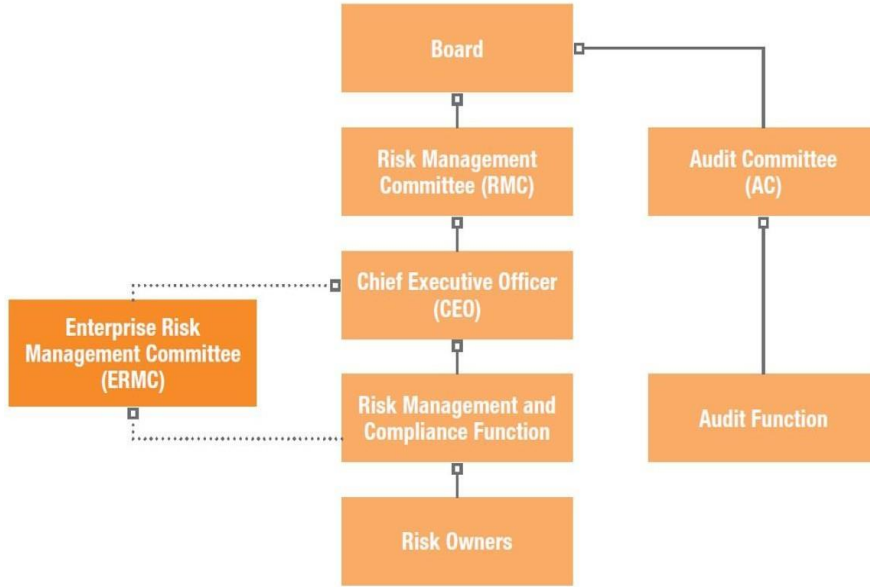 Board
Risk Management
Committee (RMC)
Audit Committee
(AC)
Chief Executive Officer
(CEO)
Enterprise Risk
Management Committee
(ERMC)
Risk Management and
Compliance Function
Audit Function
Risk Owners